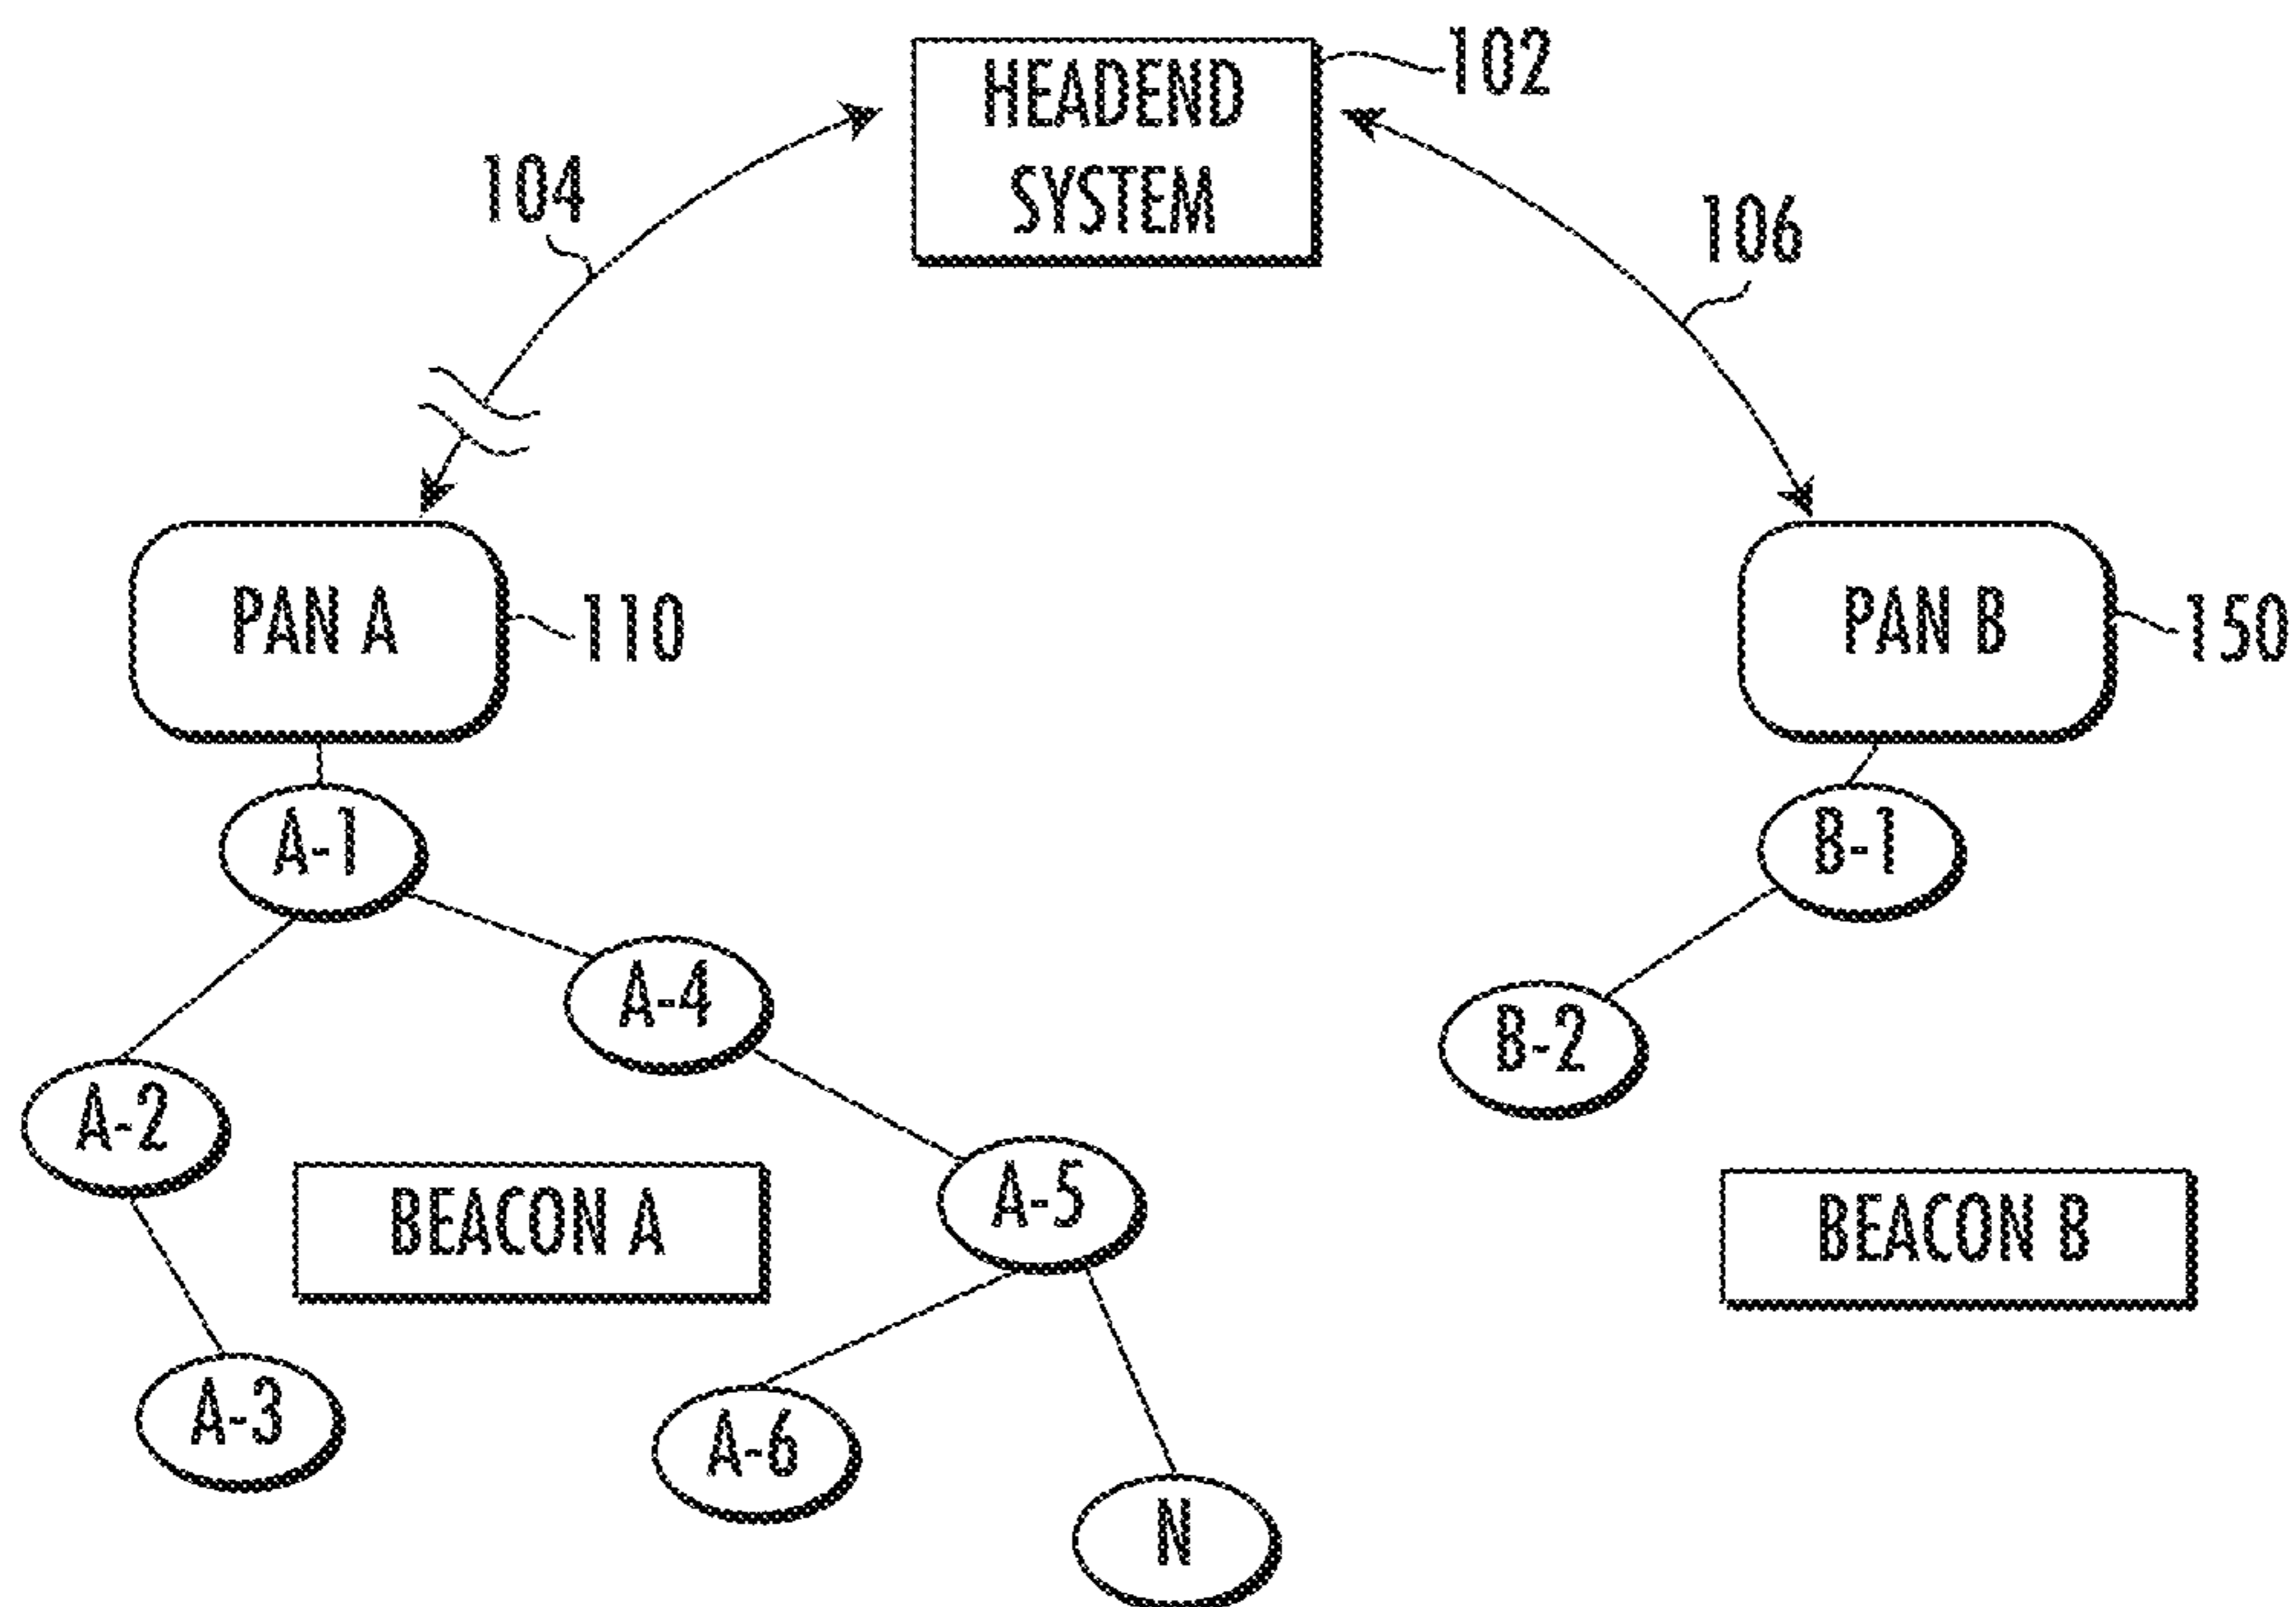 HEADEND
SYSTEM
102
104
106
PAN A
110
PAN B
150
A-1
B-1
A-4
B-2
A-2
A-5
BEACON A
BEACON B
A-3
A-6
N